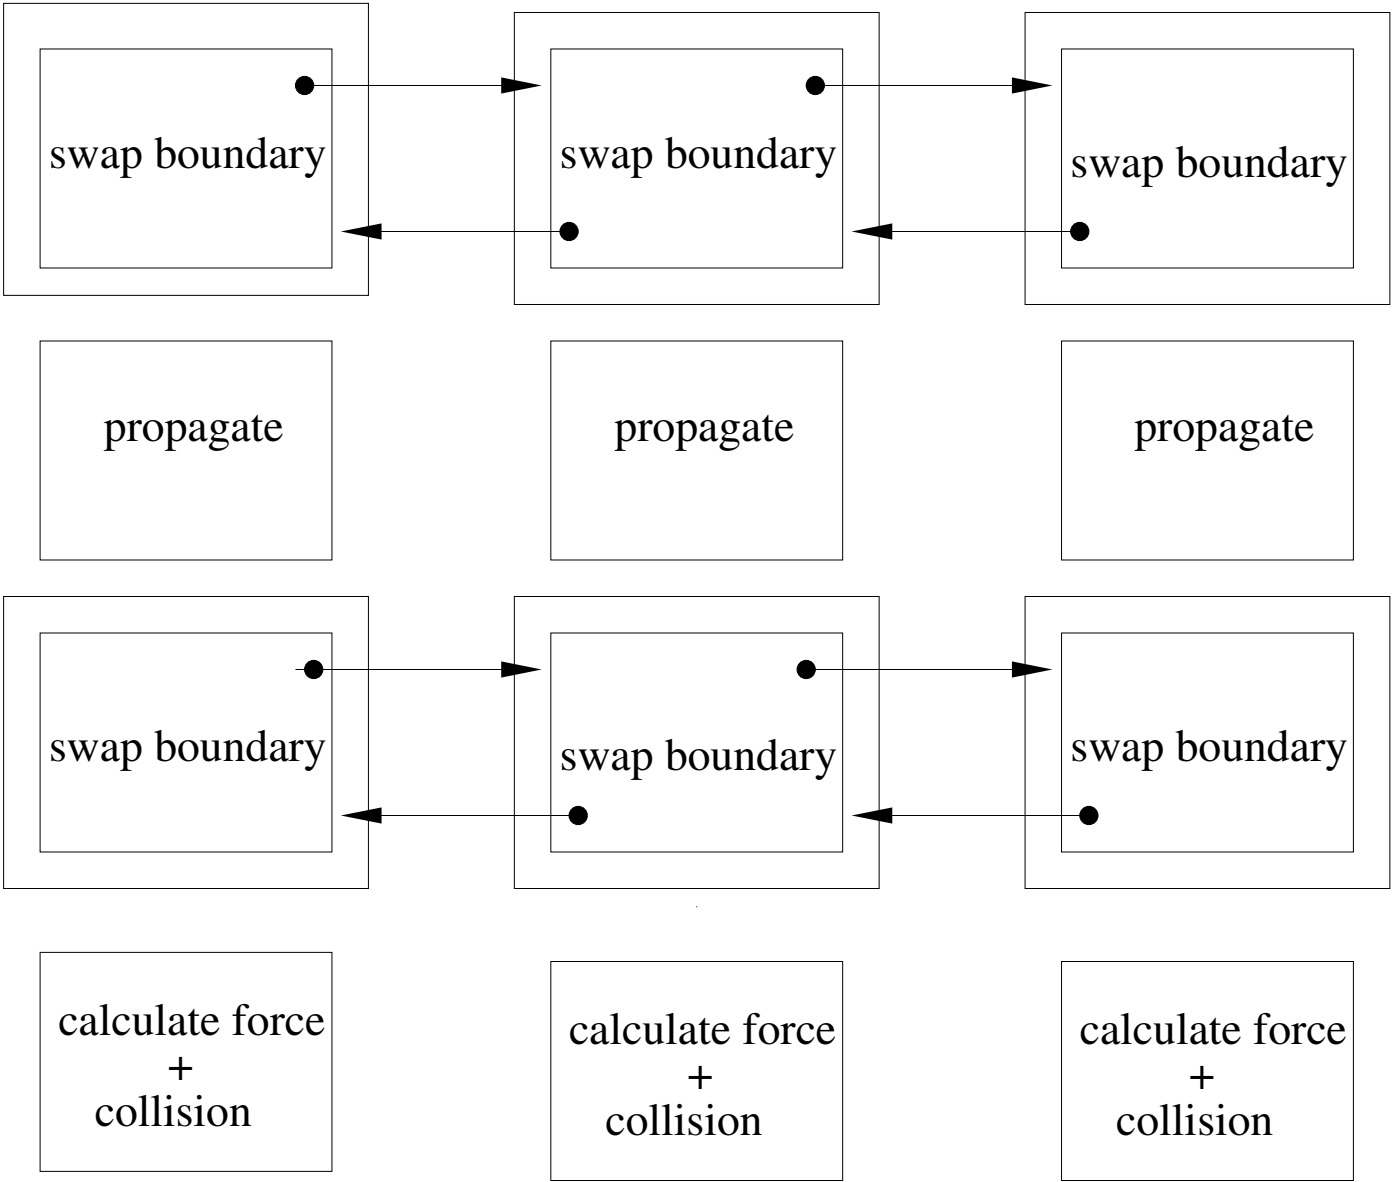 swap boundary
swap boundary
swap boundary
propagate
propagate
propagate
swap boundary
swap boundary
swap boundary
calculate force
+
collision
calculate force
+
collision
calculate force
+
collision